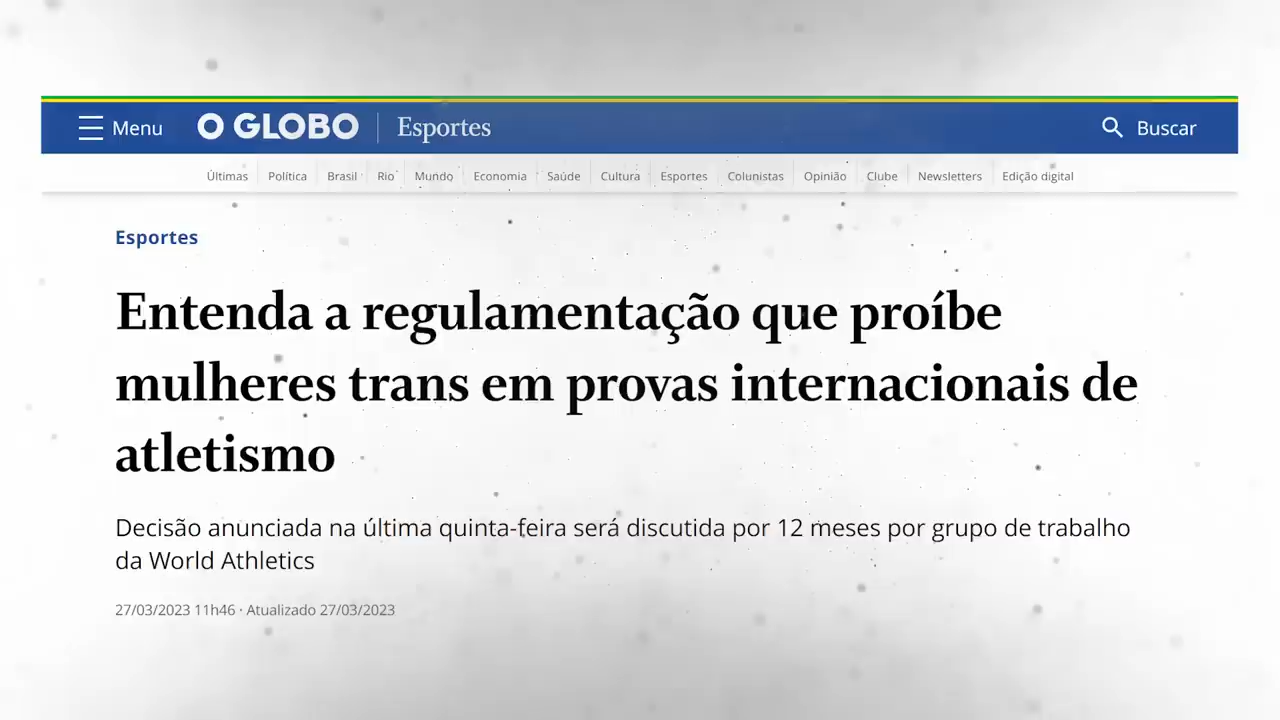 Menu O GLOBO Esportes Buscar
Últimas Política Brasil Rio Mundo Economia Saúde Cultura Esportes Colunistas Opinião Clube Newsletters Edição digital
Esportes
Entenda a regulamentação que proíbe
mulheres trans em provas internacionais de
atletismo
Decisão anunciada na última quinta-feira será discutida por 12 meses por grupo de trabalho
da World Athletics
27/03/2023 11h46 · Atualizado 27/03/2023